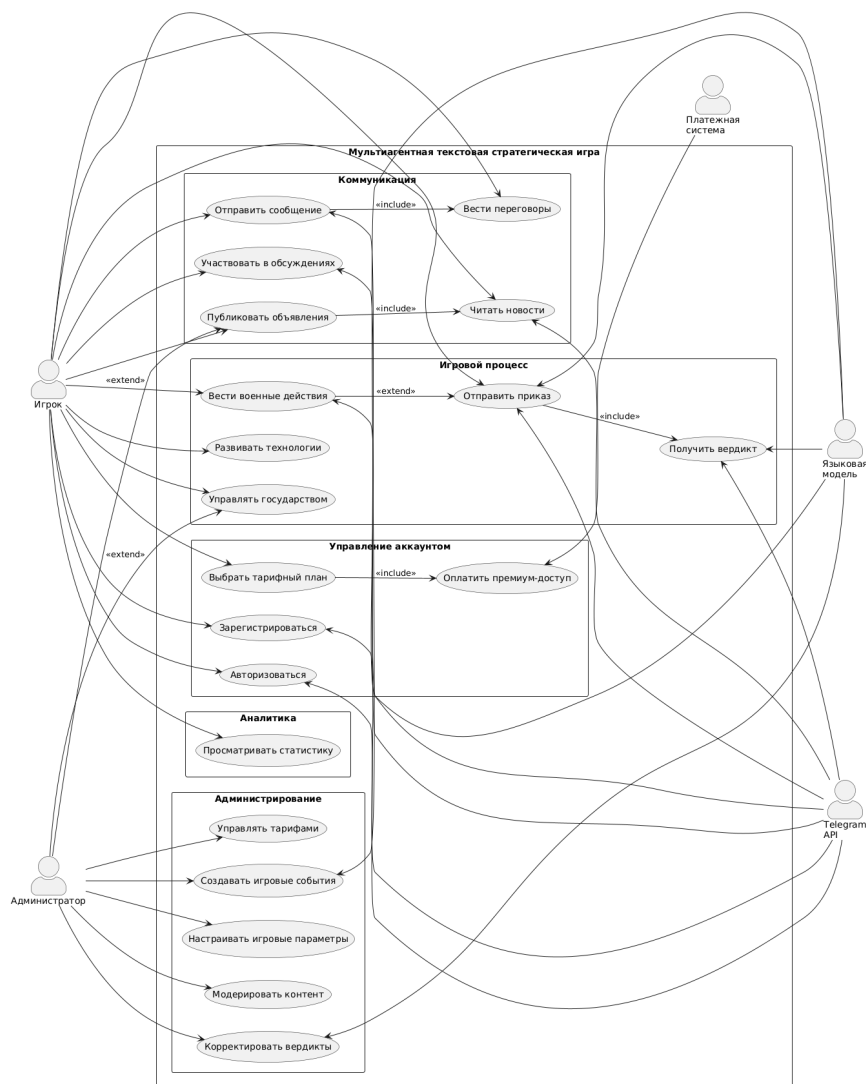 Платежная
система
Мультиагентная текстовая стратегическая игра
Коммуникация
Отправить сообщение
«include»
Вести переговоры
Участвовать в обсуждениях
Публиковать объявления
«include»
Читать новости
Игровой процесс
«extend»
Игрок
Вести военные действия
«extend»
Отправить приказ
«include»
Получить вердикт
Языковая
модель
Развивать технологии
Управлять государством
«extend»
Управление аккаунтом
Выбрать тарифный план
«include»
Оплатить премиум-доступ
Зарегистрироваться
Авторизоваться
Аналитика
Просматривать статистику
Администрирование
Управлять тарифами
Telegram
API
Создавать игровые события
Администратор
Настраивать игровые параметры
Модерировать контент
Корректировать вердикты